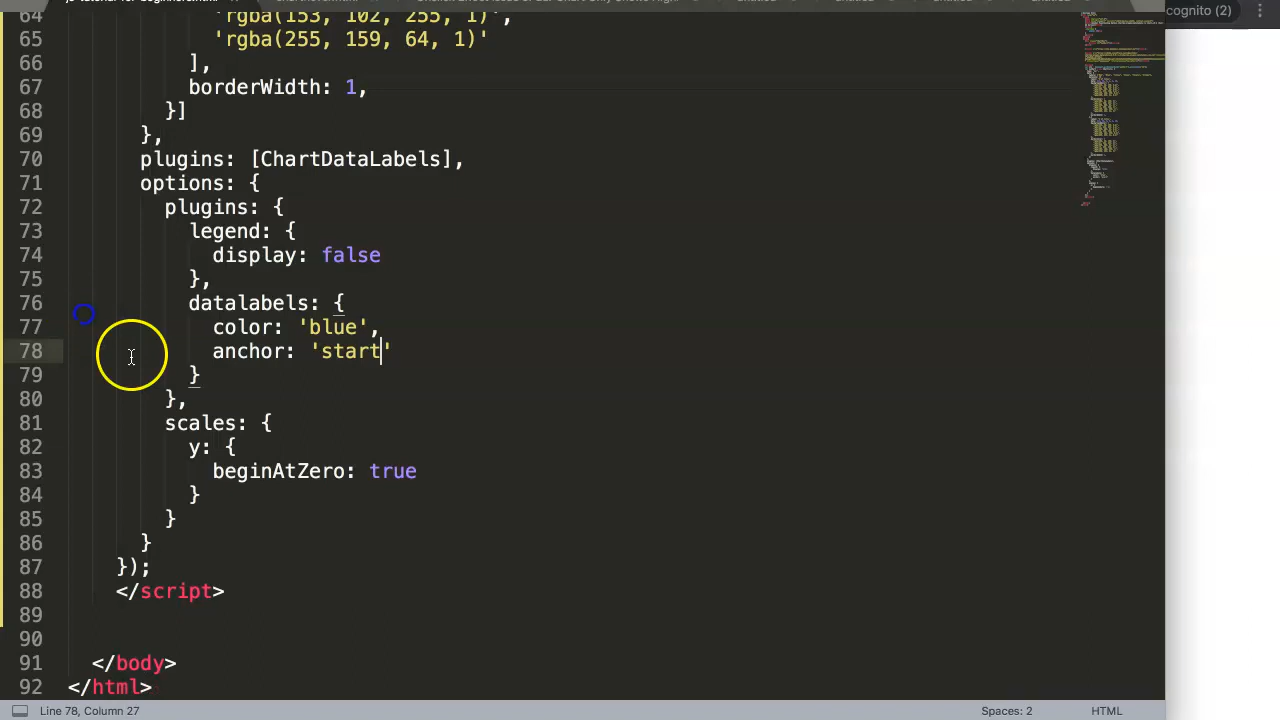 cognito (2)
64 'rgba(153, 102, 255, 1)',
65 'rgba(255, 159, 64, 1)'
66 ],
67 borderWidth: 1,
68 }]
69 },
70 plugins: [ChartDataLabels],
71 options: {
72 plugins: {
73 legend: {
74 display: false
75 },
76 datalabels: {
77 color: 'blue',
78 anchor: 'start'
79 }
80 },
81 scales: {
82 y: {
83 beginAtZero: true
84 }
85 }
86 }
87 });
88 </script>
89
90
91 </body>
92 </html>
Line 78, Column 27 Spaces: 2 HTML